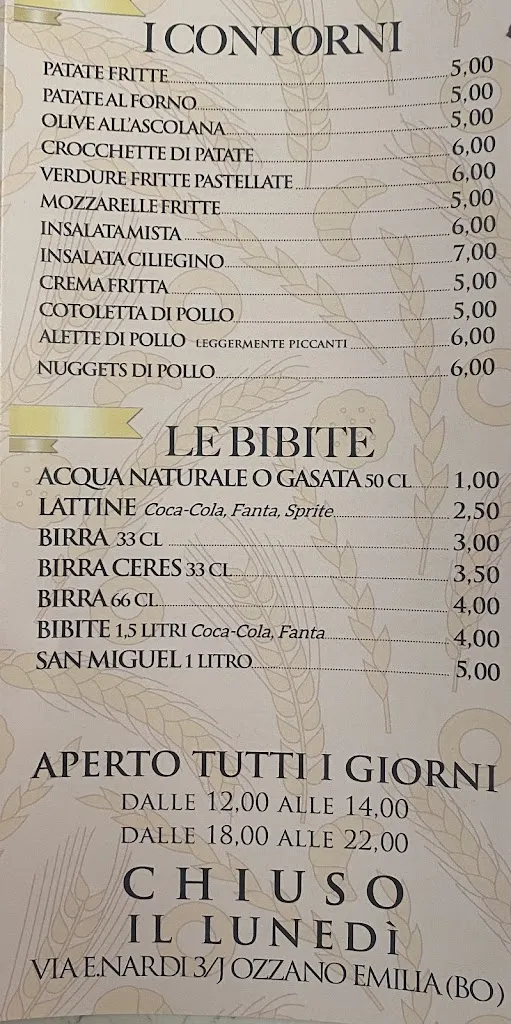 I CONTORNI
PATATE FRITTE 5,00
PATATE AL FORNO 5,00
OLIVE ALL'ASCOLANA 5,00
CROCCHETTE DI PATATE 6,00
VERDURE FRITTE PASTELLATE 6,00
MOZZARELLE FRITTE 5,00
INSALATA MISTA 6,00
INSALATA CILIEGINO 7,00
CREMA FRITTA 5,00
COTOLETTA DI POLLO 5,00
ALETTE DI POLLO LEGGERMENTE PICCANTI 6,00
NUGGETS DI POLLO 6,00
LE BIBITE
ACQUA NATURALE O GASATA 50 CL 1,00
LATTINE Coca-Cola, Fanta, Sprite 2,50
BIRRA 33 CL 3,00
BIRRA CERES 33 CL 3,50
BIRRA 66 CL 4,00
BIBITE 1,5 LITRI Coca-Cola, Fanta 4,00
SAN MIGUEL 1 LITRO 5,00
APERTO TUTTI I GIORNI
DALLE 12,00 ALLE 14,00
DALLE 18,00 ALLE 22,00
CHIUSO
IL LUNEDÌ
VIA E.NARDI 3/J OZZANO EMILIA (BO)